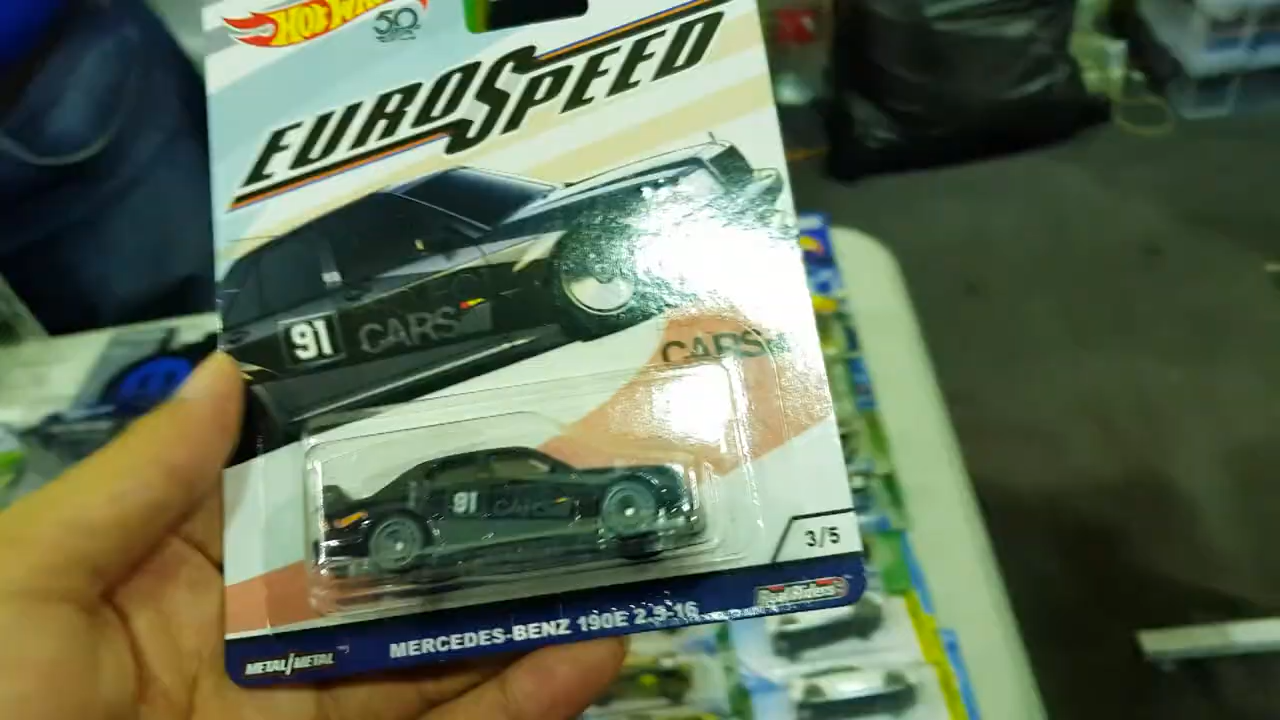 HOT WHEELS
50
EUROSPEED
91 CARS
CARS
91 CARS
3/5
MERCEDES-BENZ 190E 2.5-16
Real Riders
METAL/METAL